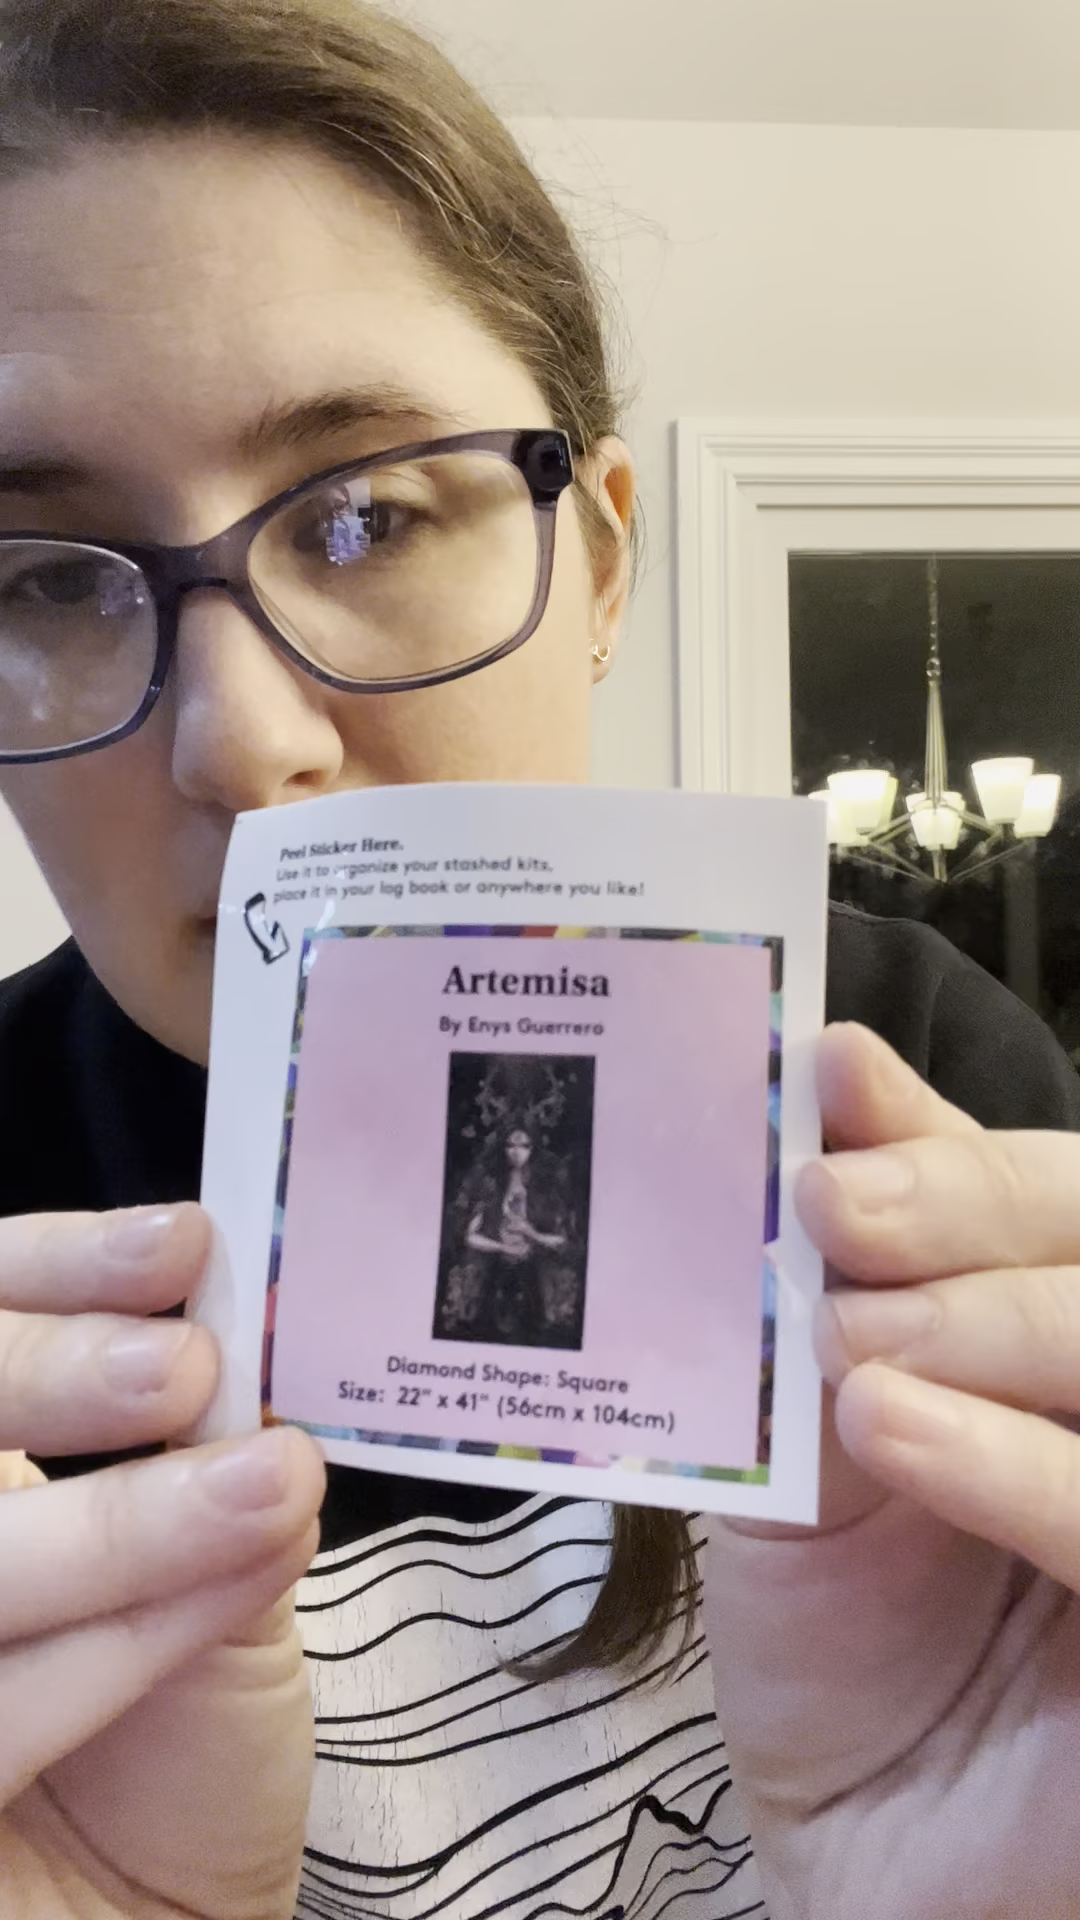 Peel Sticker Here.
Use it to organize your stashed kits,
place it in your log book or anywhere you like!
Artemisa
By Enys Guerrero
Diamond Shape: Square
Size: 22" x 41" (56cm x 104cm)